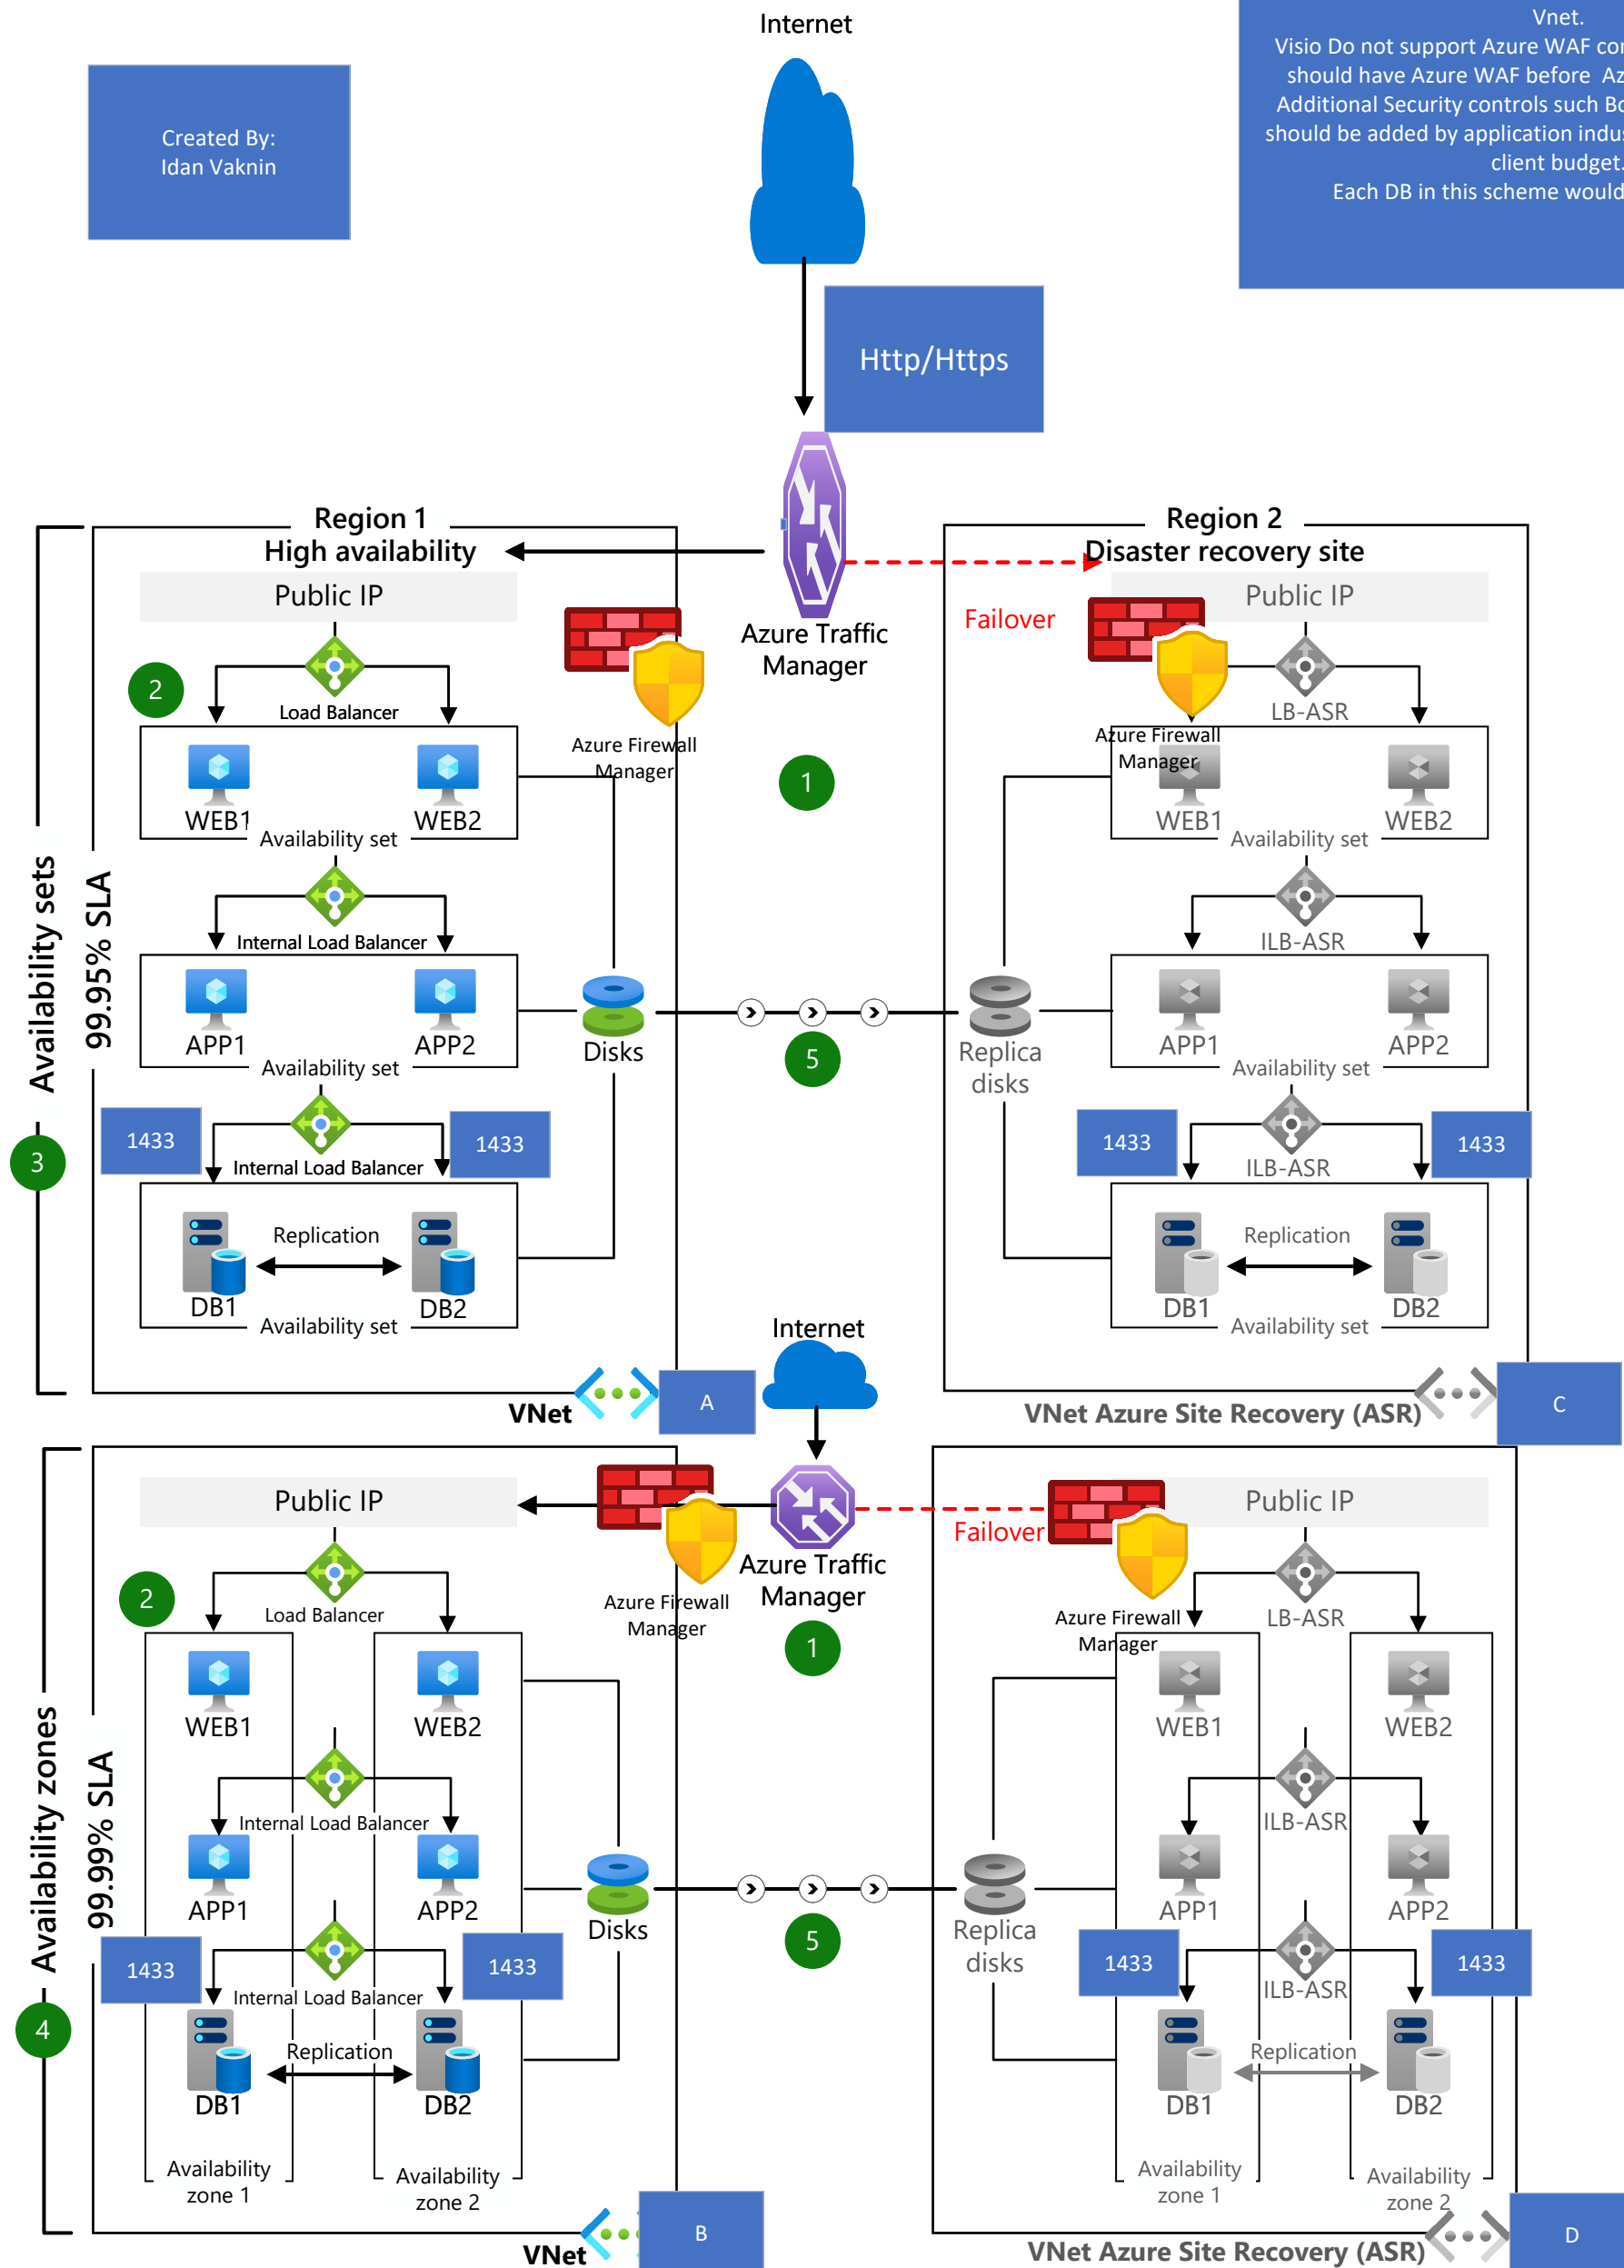 Internet
Created By:
Idan Vaknin
Vnet.
Visio Do not support Azure WAF
should have Azure WAF before
Additional Security controls such
should be added by application
client budget.
Each DB in this scheme would
Http/Https
Region 1
High availability
Region 2
Disaster recovery site
Public IP
Public IP
Failover
Azure Traffic
Manager
2
Load Balancer
LB-ASR
Azure Firewall
Manager
Azure Firewall
Manager
1
WEB1
WEB2
Availability set
WEB1
WEB2
Availability set
Availability sets
99.95% SLA
Internal Load Balancer
ILB-ASR
APP1
APP2
Availability set
Disks
5
Replica
disks
APP1
APP2
Availability set
1433
1433
Internal Load Balancer
1433
1433
ILB-ASR
3
Replication
DB1
DB2
Availability set
Replication
DB1
DB2
Availability set
Internet
VNet
A
VNet Azure Site Recovery (ASR)
C
Public IP
Public IP
Failover
Azure Traffic
Manager
2
Load Balancer
Azure Firewall
Manager
1
Azure Firewall
Manager
LB-ASR
WEB1
WEB2
WEB1
WEB2
Availability zones
99.99% SLA
Internal Load Balancer
ILB-ASR
APP1
APP2
Disks
5
Replica
disks
APP1
APP2
1433
1433
Internal Load Balancer
1433
1433
ILB-ASR
4
Replication
DB1
DB2
Replication
DB1
DB2
Availability
zone 1
Availability
zone 2
Availability
zone 1
Availability
zone 2
VNet
B
VNet Azure Site Recovery (ASR)
D